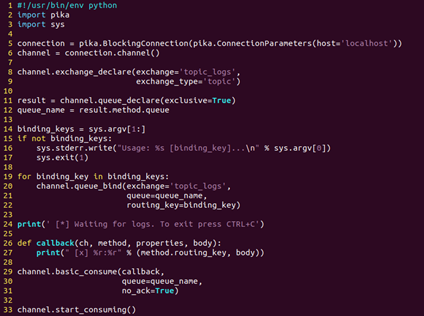 1 #!/usr/bin/env python
2 import pika
3 import sys
4
5 connection = pika.BlockingConnection(pika.ConnectionParameters(host='localhost'))
6 channel = connection.channel()
7
8 channel.exchange_declare(exchange='topic_logs',
9                          exchange_type='topic')
10
11 result = channel.queue_declare(exclusive=True)
12 queue_name = result.method.queue
13
14 binding_keys = sys.argv[1:]
15 if not binding_keys:
16     sys.stderr.write("Usage: %s [binding_key]...\n" % sys.argv[0])
17     sys.exit(1)
18
19 for binding_key in binding_keys:
20     channel.queue_bind(exchange='topic_logs',
21                        queue=queue_name,
22                        routing_key=binding_key)
23
24 print(' [*] Waiting for logs. To exit press CTRL+C')
25
26 def callback(ch, method, properties, body):
27     print(" [x] %r:%r" % (method.routing_key, body))
28
29 channel.basic_consume(callback,
30                       queue=queue_name,
31                       no_ack=True)
32
33 channel.start_consuming()